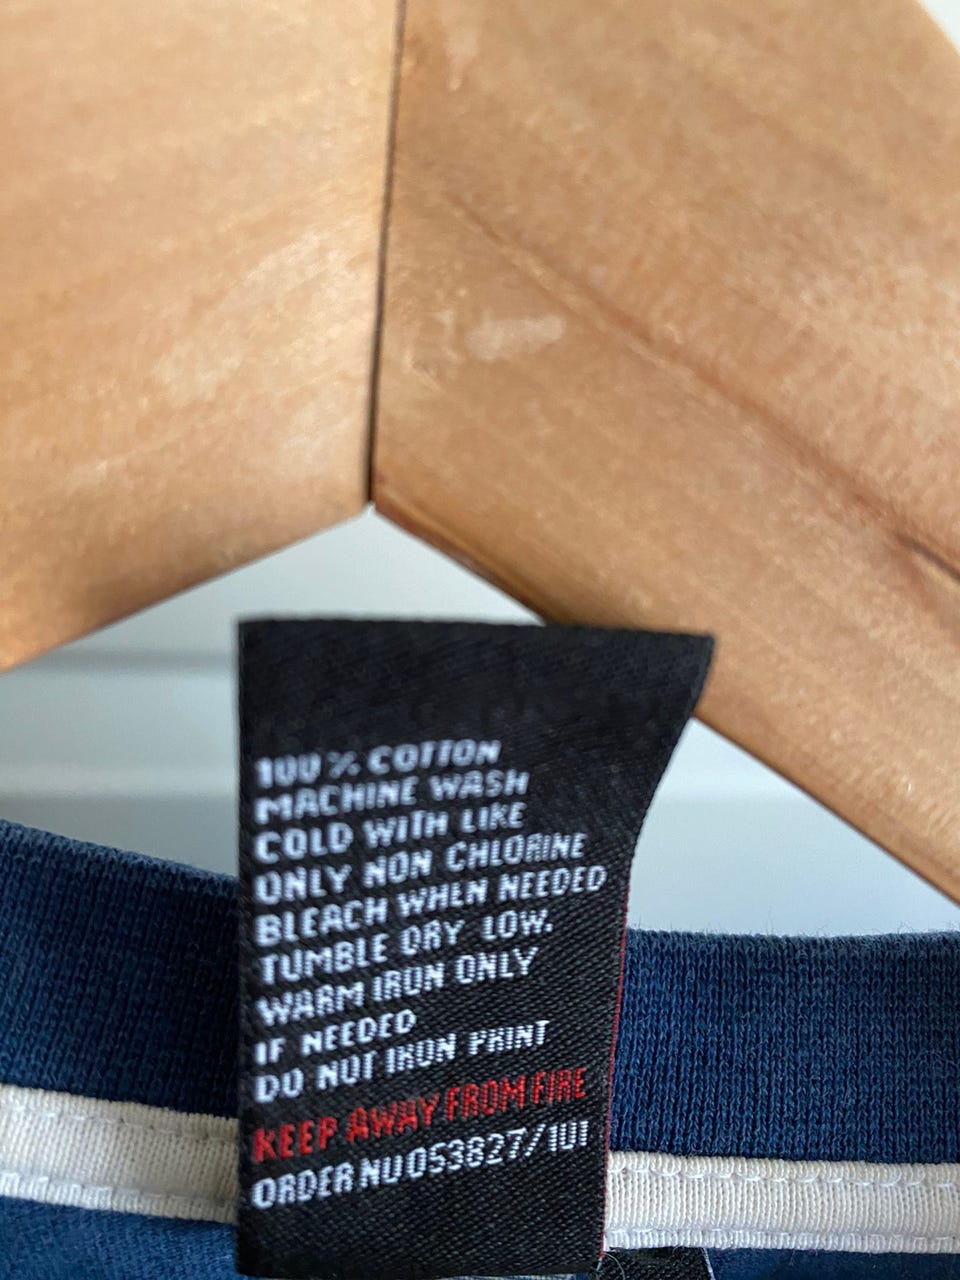 100 % COTTON
MACHINE WASH
COLD WITH LIKE
ONLY NON CHLORINE
BLEACH WHEN NEEDED
TUMBLE DRY LOW.
WARM IRON ONLY
IF NEEDED
DO NOT IRON PRINT
KEEP AWAY FROM FIRE
ORDER NU 053827/101